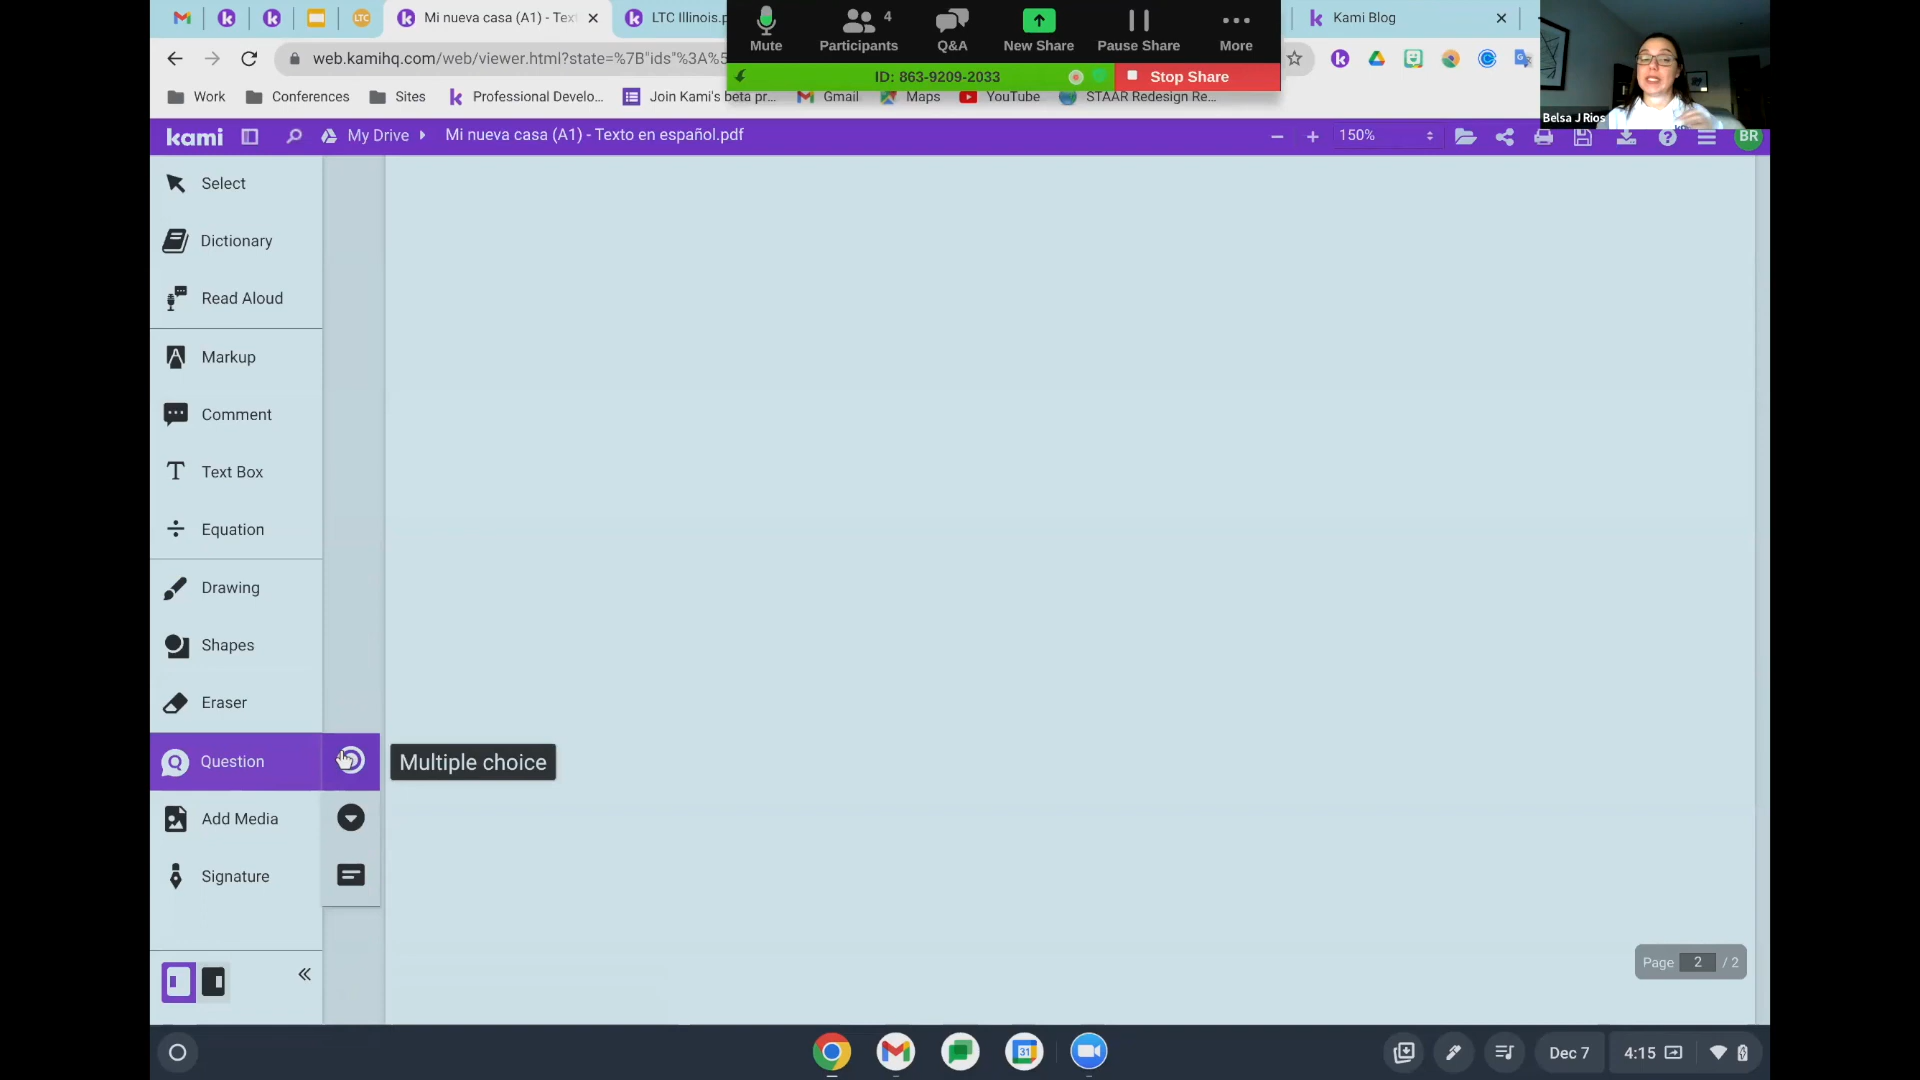 Mi nueva casa (A1) - Text
LTC Illinois.p
Kami Blog
Mute
Participants
4
Q&A
New Share
Pause Share
More
web.kamihq.com/web/viewer.html?state=%7B"ids"%3A%5
ID: 863-9209-2033
Stop Share
Work
Conferences
Sites
Professional Develo...
Join Kami's beta pr...
Gmail
Maps
YouTube
STAAR Redesign Re...
Belsa J Rios
kami
My Drive
Mi nueva casa (A1) - Texto en español.pdf
150%
BR
Select
Dictionary
Read Aloud
Markup
Comment
Text Box
Equation
Drawing
Shapes
Eraser
Question
Multiple choice
Add Media
Signature
Page 2 / 2
31
Dec 7
4:15